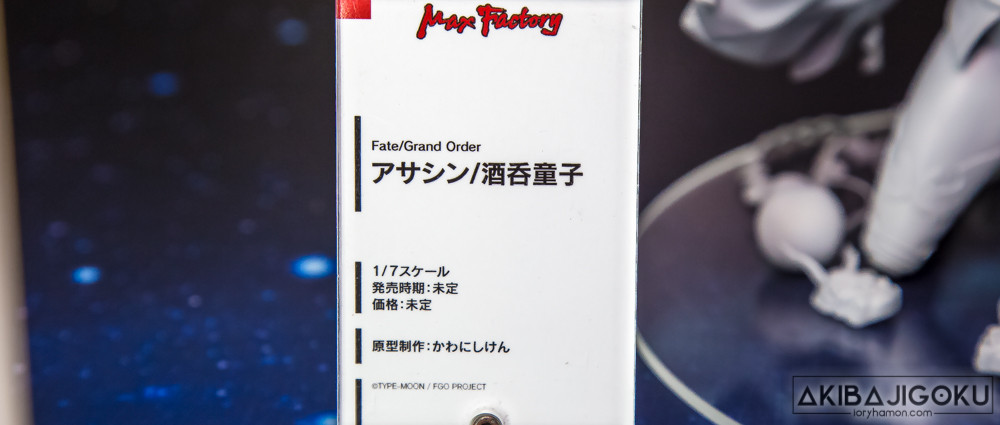 Max Factory
Fate/Grand Order
アサシン/酒呑童子
1/7スケール
発売時期:未定
価格:未定
原型制作:かわにしけん
©TYPE-MOON / FGO PROJECT
AKIBAJIGOKU
ioryhamon.com